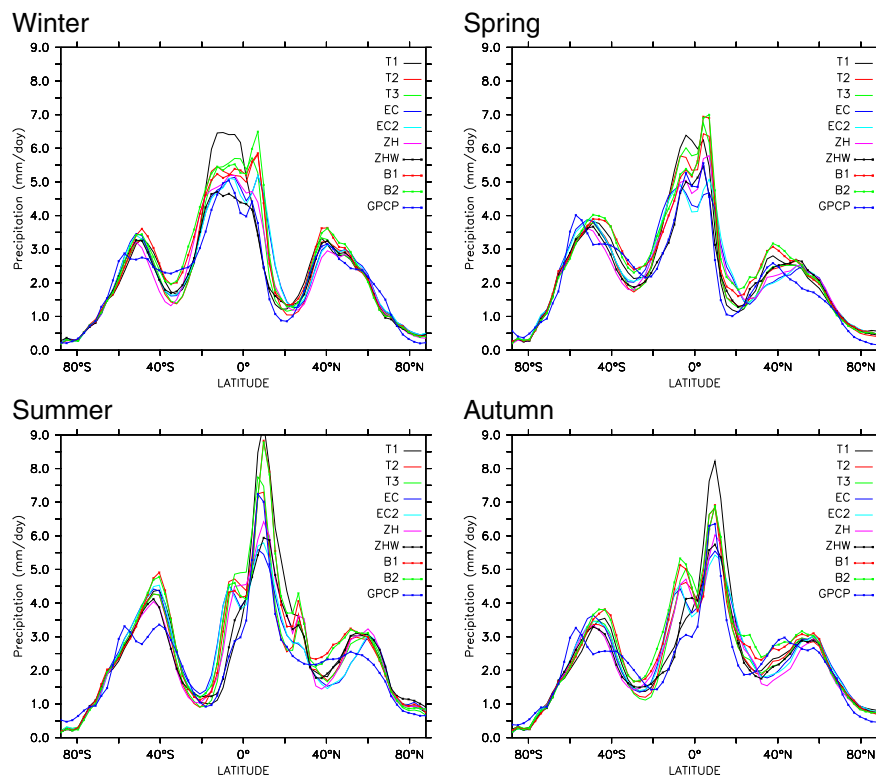 Winter
9.0
8.0
7.0
6.0
5.0
4.0
3.0
2.0
1.0
0.0
Precipitation (mm/day)
80°S 40°S 0° 40°N 80°N
LATITUDE
T1
T2
T3
EC
EC2
ZH
ZHW
B1
B2
GPCP
Spring
9.0
8.0
7.0
6.0
5.0
4.0
3.0
2.0
1.0
0.0
Precipitation (mm/day)
80°S 40°S 0° 40°N 80°N
LATITUDE
T1
T2
T3
EC
EC2
ZH
ZHW
B1
B2
GPCP
Summer
9.0
8.0
7.0
6.0
5.0
4.0
3.0
2.0
1.0
0.0
Precipitation (mm/day)
80°S 40°S 0° 40°N 80°N
LATITUDE
T1
T2
T3
EC
EC2
ZH
ZHW
B1
B2
GPCP
Autumn
9.0
8.0
7.0
6.0
5.0
4.0
3.0
2.0
1.0
0.0
Precipitation (mm/day)
80°S 40°S 0° 40°N 80°N
LATITUDE
T1
T2
T3
EC
EC2
ZH
ZHW
B1
B2
GPCP